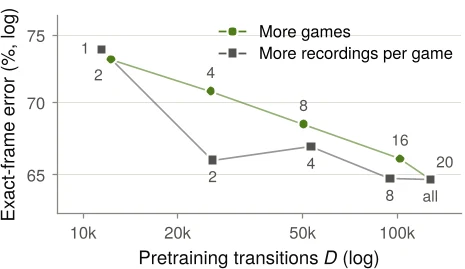 Exact-frame error (%, log)
75
70
65
More games
More recordings per game
1
2
4
8
16
20
2
4
8
all
10k
20k
50k
100k
Pretraining transitions D (log)